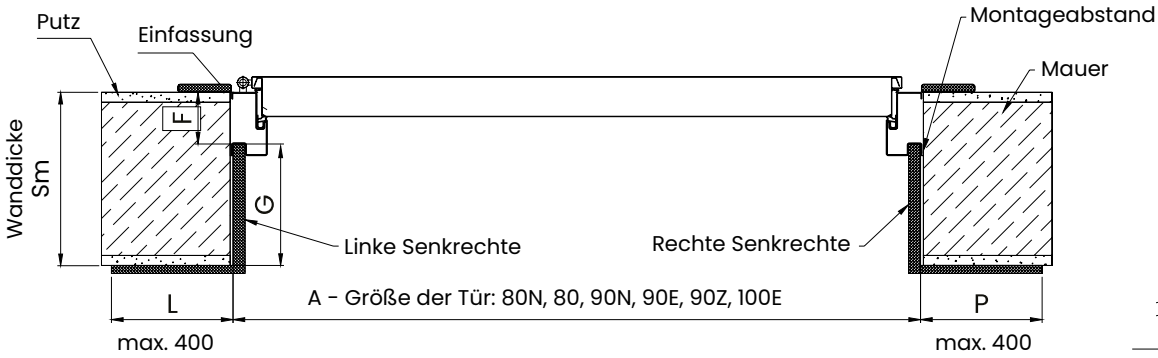 Putz
Einfassung
Montageabstand
Mauer
F
Wanddicke
Sm
G
Linke Senkrechte
Rechte Senkrechte
L
A - Größe der Tür: 80N, 80, 90N, 90E, 90Z, 100E
P
max. 400
max. 400